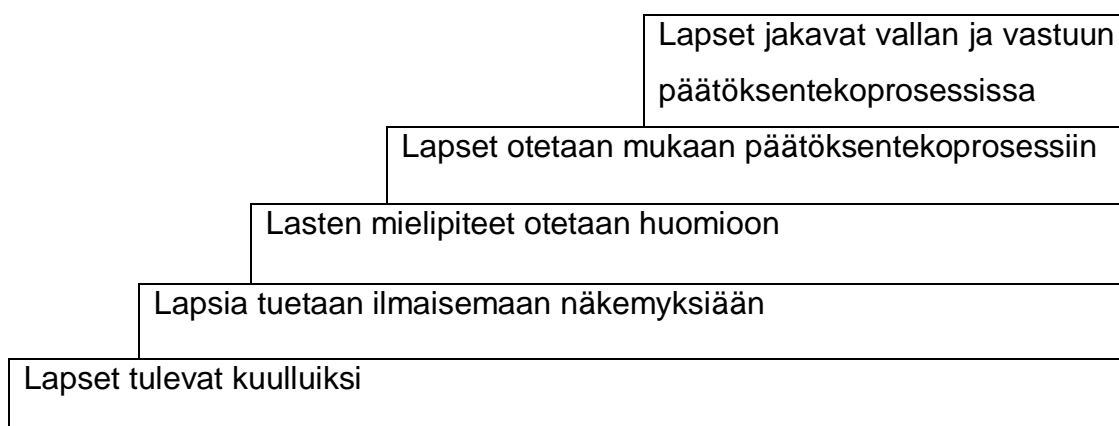 Lapset jakavat vallan ja vastuun
päätöksentekoprosessissa
Lapset otetaan mukaan päätöksentekoprosessiin
Lasten mielipiteet otetaan huomioon
Lapsia tuetaan ilmaisemaan näkemyksiään
Lapset tulevat kuulluiksi